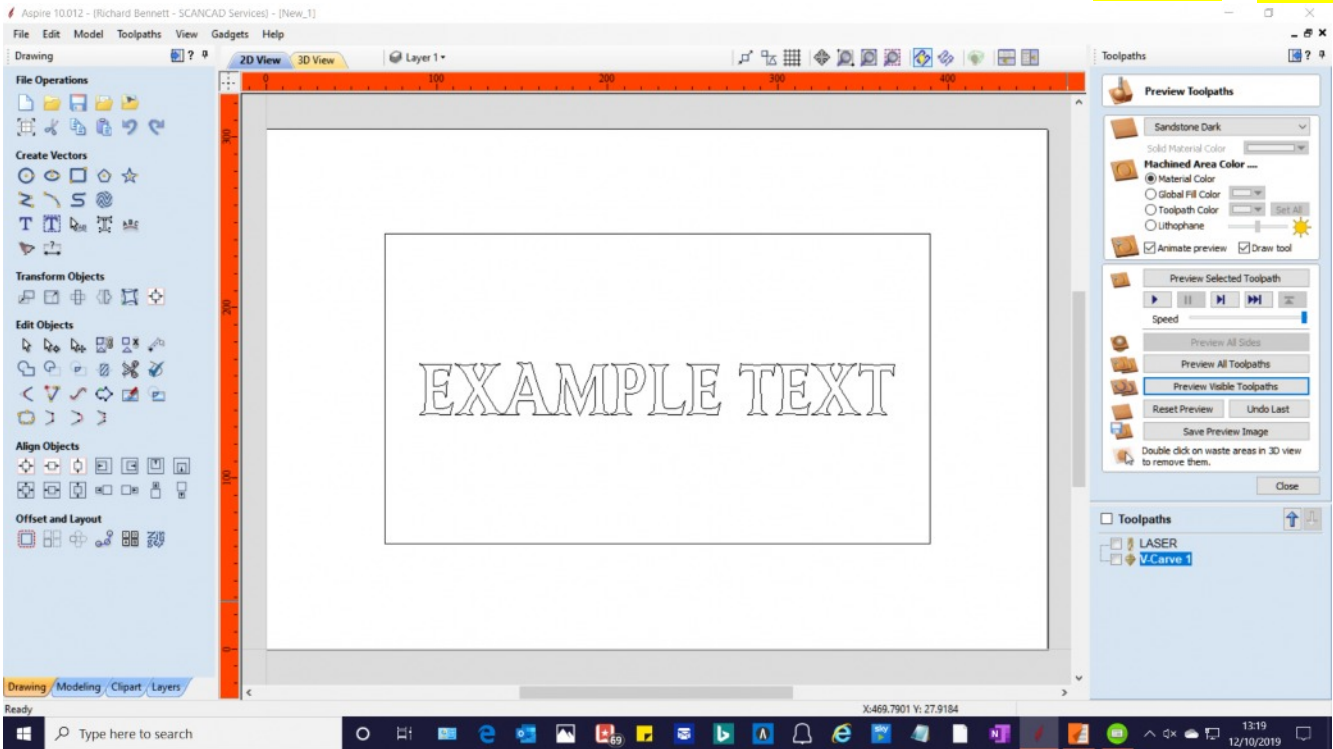 Aspire 10.012 - {Richard Bennett - SCANCAD Services} - [New_1]
File Edit Model Toolpaths View Gadgets Help
Drawing
?
2D View 3D View
Layer 1
Toolpaths
?
File Operations
Create Vectors
Transform Objects
Edit Objects
Align Objects
Offset and Layout
Drawing Modeling Clipart Layers
0 100 200 300 400
300
200
100
0
EXAMPLE TEXT
Preview Toolpaths
Sandstone Dark
Solid Material Color
Machined Area Color ....
Material Color
Global Fill Color
Toolpath Color Set All
Lithophane
Animate preview Draw tool
Preview Selected Toolpath
Speed
Preview All Sides
Preview All Toolpaths
Preview Visible Toolpaths
Reset Preview Undo Last
Save Preview Image
Double click on waste areas in 3D view
to remove them.
Close
Toolpaths
LASER
V-Carve 1
Ready
X:469.7901 Y: 27.9184
Type here to search
69
sky
13:19
12/10/2019